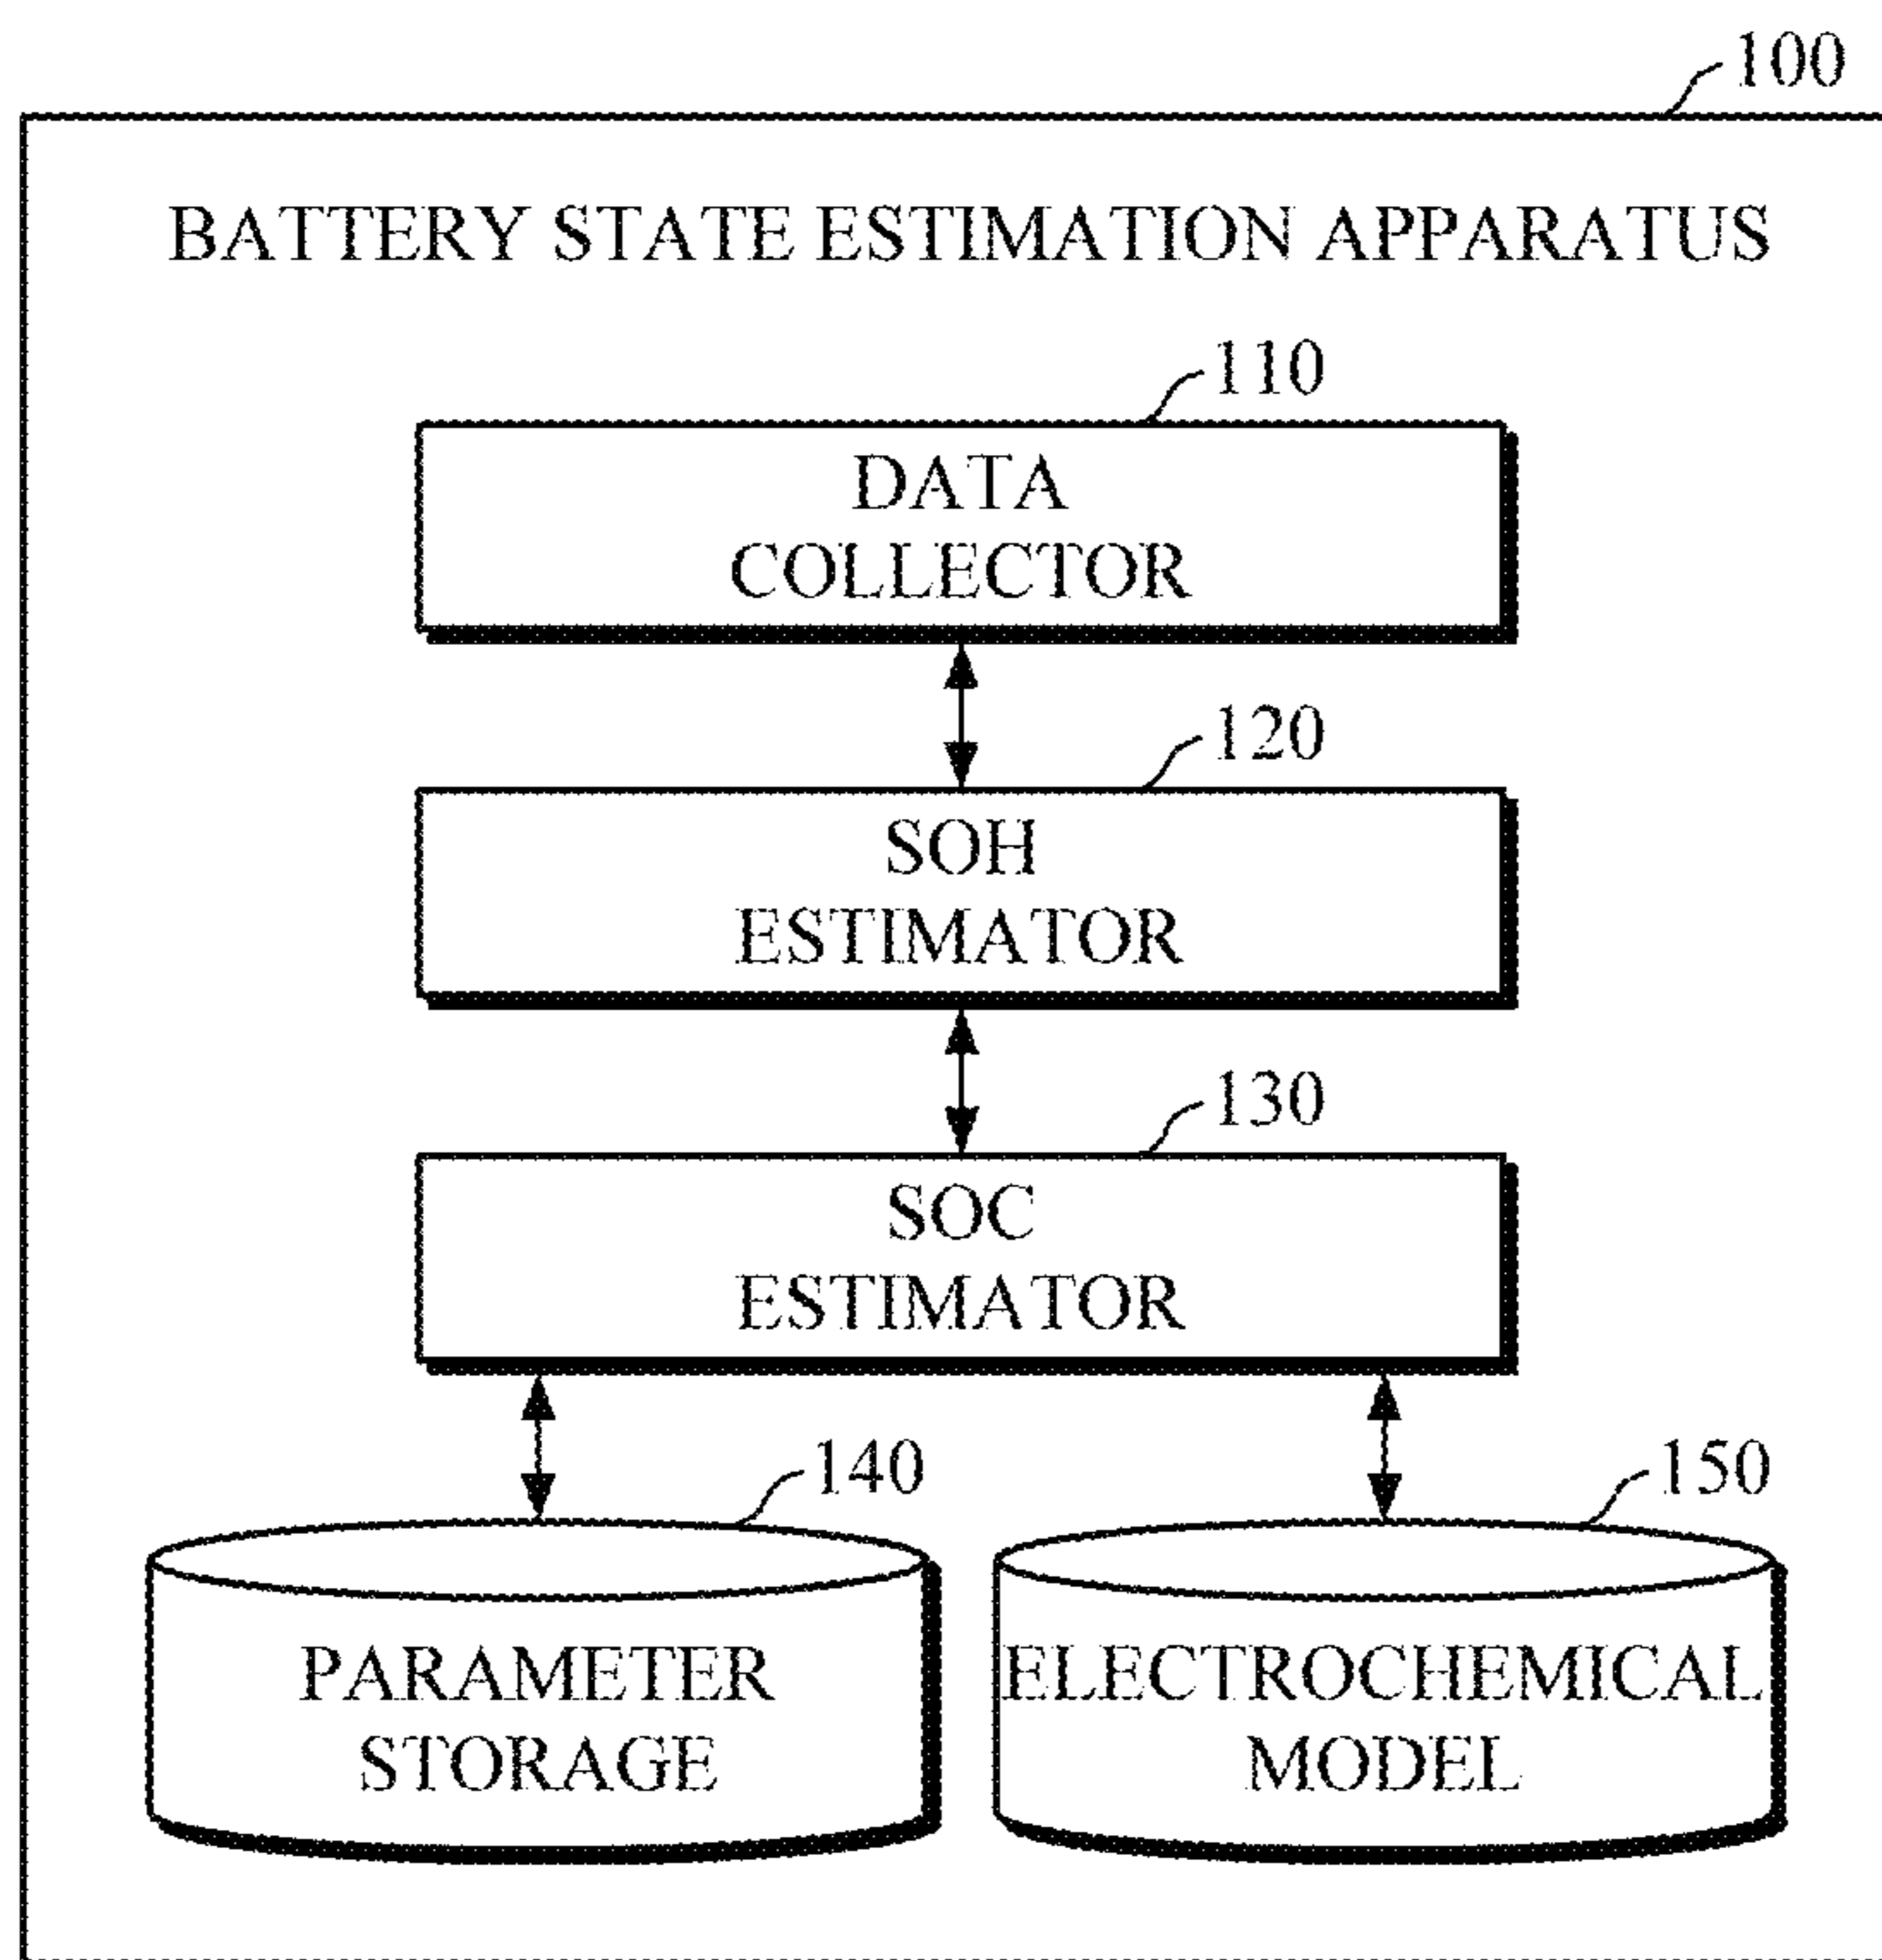 100
BATTERY STATE ESTIMATION APPARATUS
110
DATA
COLLECTOR
120
SOH
ESTIMATOR
130
SOC
ESTIMATOR
140
PARAMETER
STORAGE
150
ELECTROCHEMICAL
MODEL